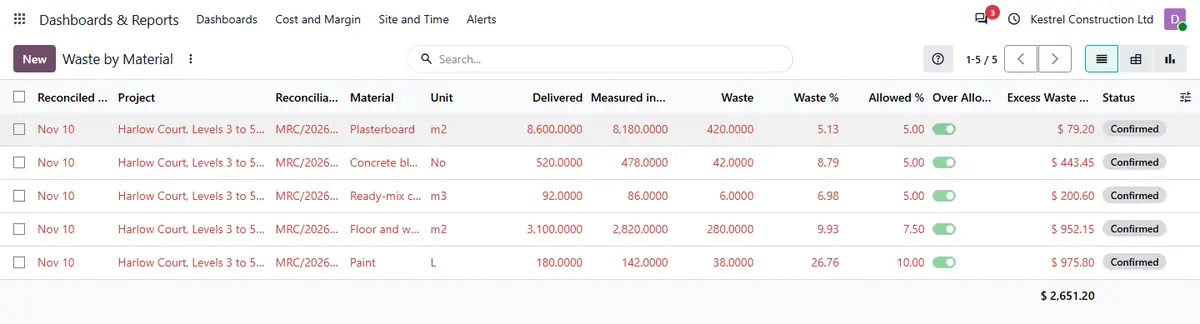 Dashboards & Reports Dashboards Cost and Margin Site and Time Alerts 3 Kestrel Construction Ltd D
New Waste by Material Search... 1-5 / 5
Reconciled ... Project Reconcilia... Material Unit Delivered Measured in... Waste Waste % Allowed % Over Allo... Excess Waste ... Status
Nov 10 Harlow Court, Levels 3 to 5... MRC/2026... Plasterboard m2 8,600.0000 8,180.0000 420.0000 5.13 5.00 $ 79.20 Confirmed
Nov 10 Harlow Court, Levels 3 to 5... MRC/2026... Concrete bl... No 520.0000 478.0000 42.0000 8.79 5.00 $ 443.45 Confirmed
Nov 10 Harlow Court, Levels 3 to 5... MRC/2026... Ready-mix c... m3 92.0000 86.0000 6.0000 6.98 5.00 $ 200.60 Confirmed
Nov 10 Harlow Court, Levels 3 to 5... MRC/2026... Floor and w... m2 3,100.0000 2,820.0000 280.0000 9.93 7.50 $ 952.15 Confirmed
Nov 10 Harlow Court, Levels 3 to 5... MRC/2026... Paint L 180.0000 142.0000 38.0000 26.76 10.00 $ 975.80 Confirmed
$ 2,651.20